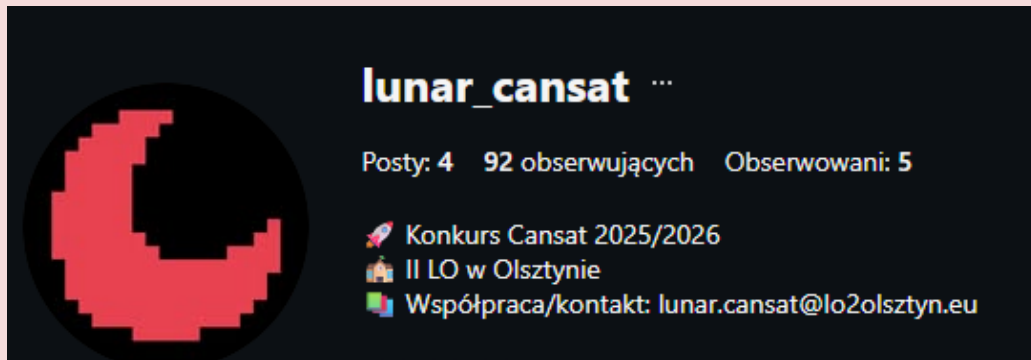 lunar_cansat ...
Posty: 4 92 obserwujących Obserwowani: 5
🚀 Konkurs Cansat 2025/2026
🏫 II LO w Olsztynie
📚 Współpraca/kontakt: lunar.cansat@lo2olsztyn.eu